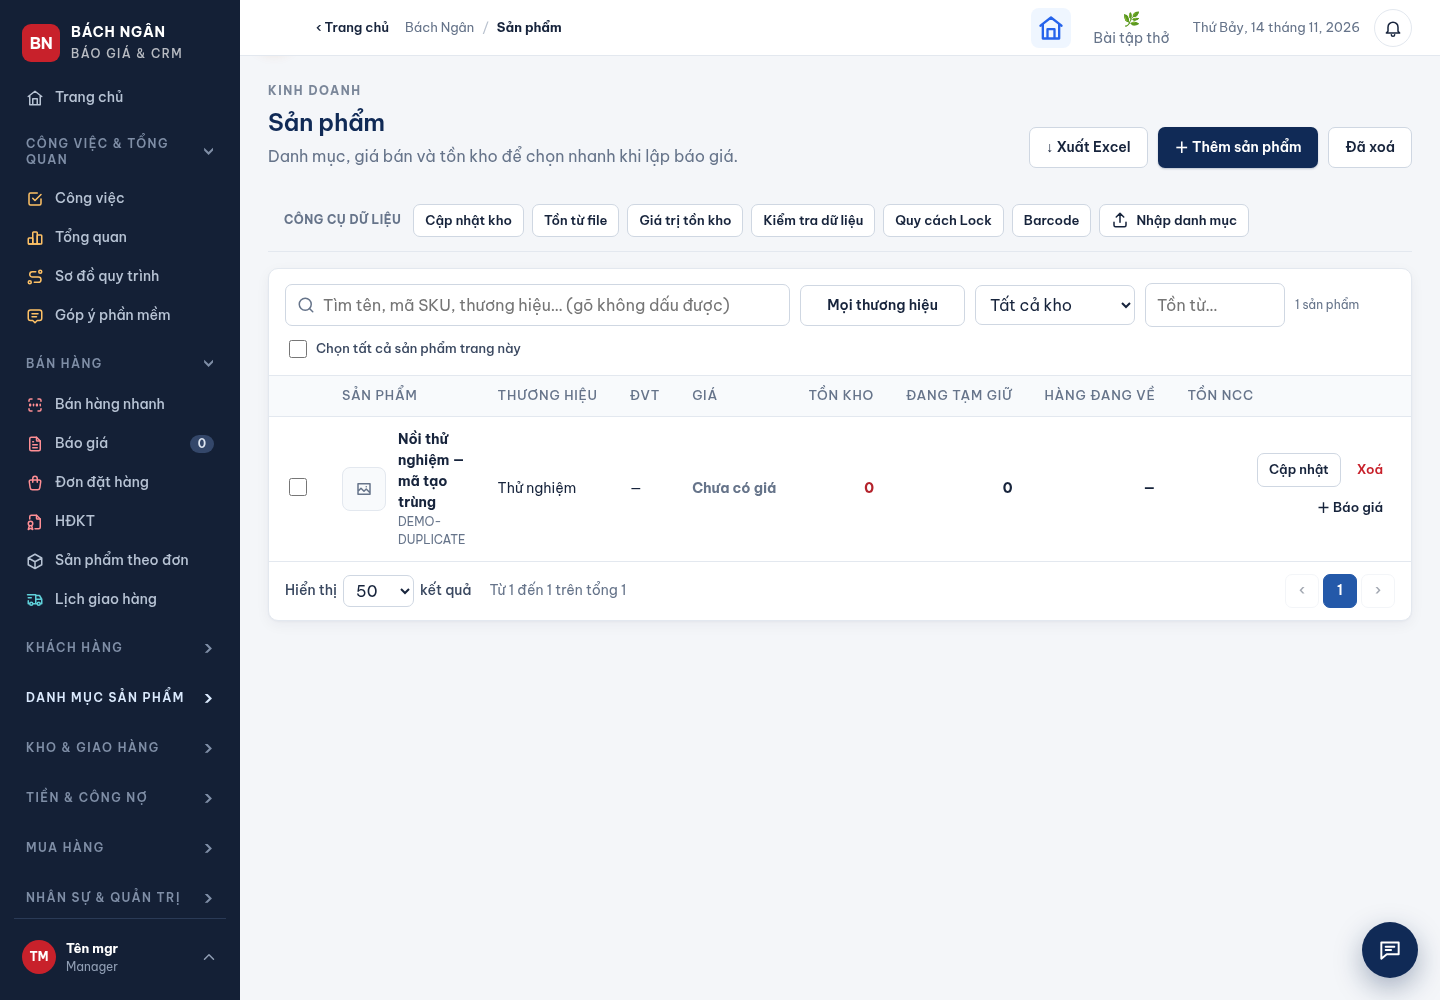 BN
BÁCH NGÂN
BÁO GIÁ & CRM
Trang chủ
CÔNG VIỆC & TỔNG QUAN
Công việc
Tổng quan
Sơ đồ quy trình
Góp ý phần mềm
BÁN HÀNG
Bán hàng nhanh
Báo giá 0
Đơn đặt hàng
HĐKT
Sản phẩm theo đơn
Lịch giao hàng
KHÁCH HÀNG
DANH MỤC SẢN PHẨM
KHO & GIAO HÀNG
TIỀN & CÔNG NỢ
MUA HÀNG
NHÂN SỰ & QUẢN TRỊ
TM
Tên mgr
Manager
‹ Trang chủ Bách Ngân / Sản phẩm
🌿
Bài tập thở
Thứ Bảy, 14 tháng 11, 2026
KINH DOANH
Sản phẩm
Danh mục, giá bán và tồn kho để chọn nhanh khi lập báo giá.
↓ Xuất Excel
+ Thêm sản phẩm
Đã xoá
CÔNG CỤ DỮ LIỆU
Cập nhật kho
Tồn từ file
Giá trị tồn kho
Kiểm tra dữ liệu
Quy cách Lock
Barcode
Nhập danh mục
Tìm tên, mã SKU, thương hiệu... (gõ không dấu được)
Mọi thương hiệu
Tất cả kho
Tồn từ...
1 sản phẩm
Chọn tất cả sản phẩm trang này
SẢN PHẨM THƯƠNG HIỆU ĐVT GIÁ TỒN KHO ĐANG TẠM GIỮ HÀNG ĐANG VỀ TỒN NCC
Nồi thử
nghiệm —
mã tạo
trùng
DEMO-
DUPLICATE
Thử nghiệm
—
Chưa có giá
0
0
—
Cập nhật
Xoá
+ Báo giá
Hiển thị 50 kết quả Từ 1 đến 1 trên tổng 1
‹ 1 ›